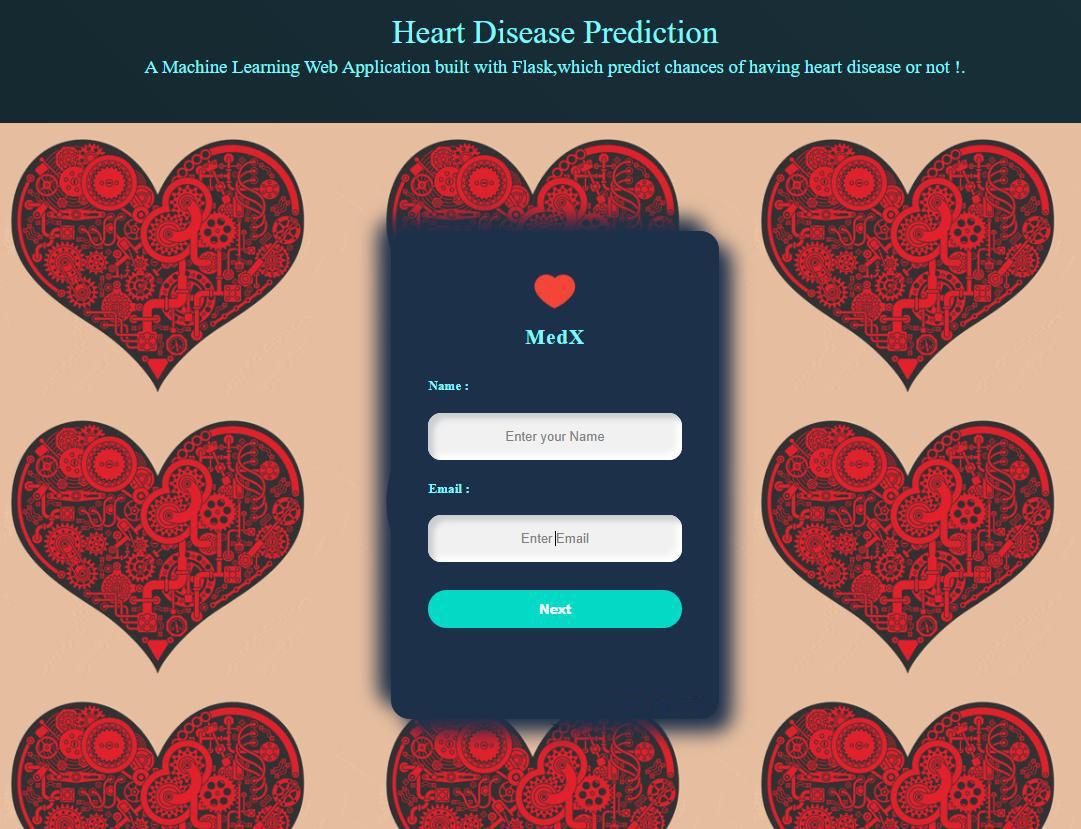 Heart Disease Prediction
A Machine Learning Web Application built with Flask,which predict chances of having heart disease or not !.
MedX
Name :
Enter your Name
Email :
Enter Email
Next